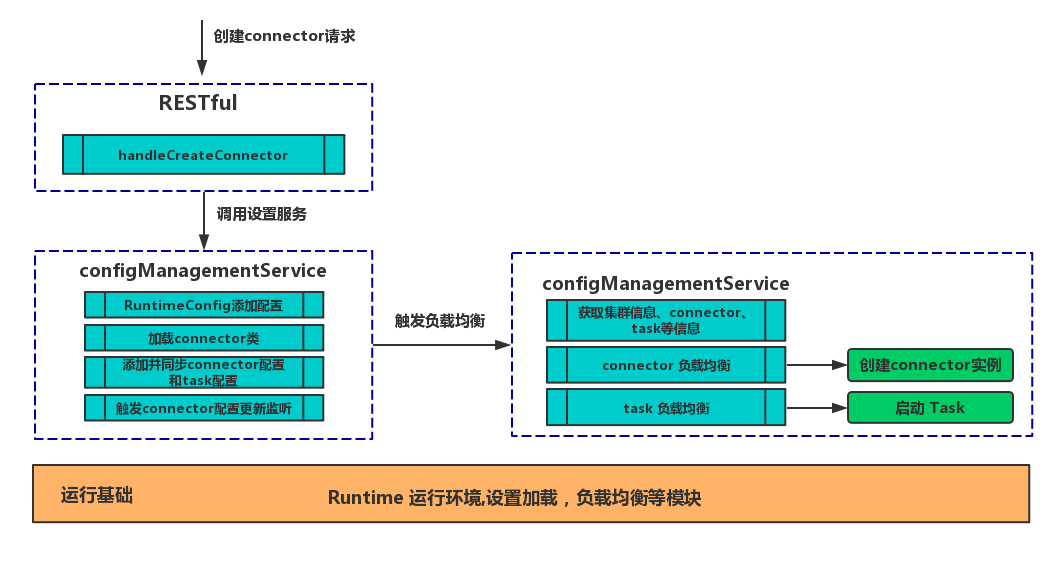 创建connector请求
RESTful
handleCreateConnector
调用设置服务
configManagementService
RuntimeConfig添加配置
加载connector类
添加并同步connector配置
和task配置
触发connector配置更新监听
触发负载均衡
configManagementService
获取集群信息、connector、
task等信息
connector 负载均衡
创建connector实例
task 负载均衡
启动 Task
运行基础
Runtime 运行环境,设置加载，负载均衡等模块